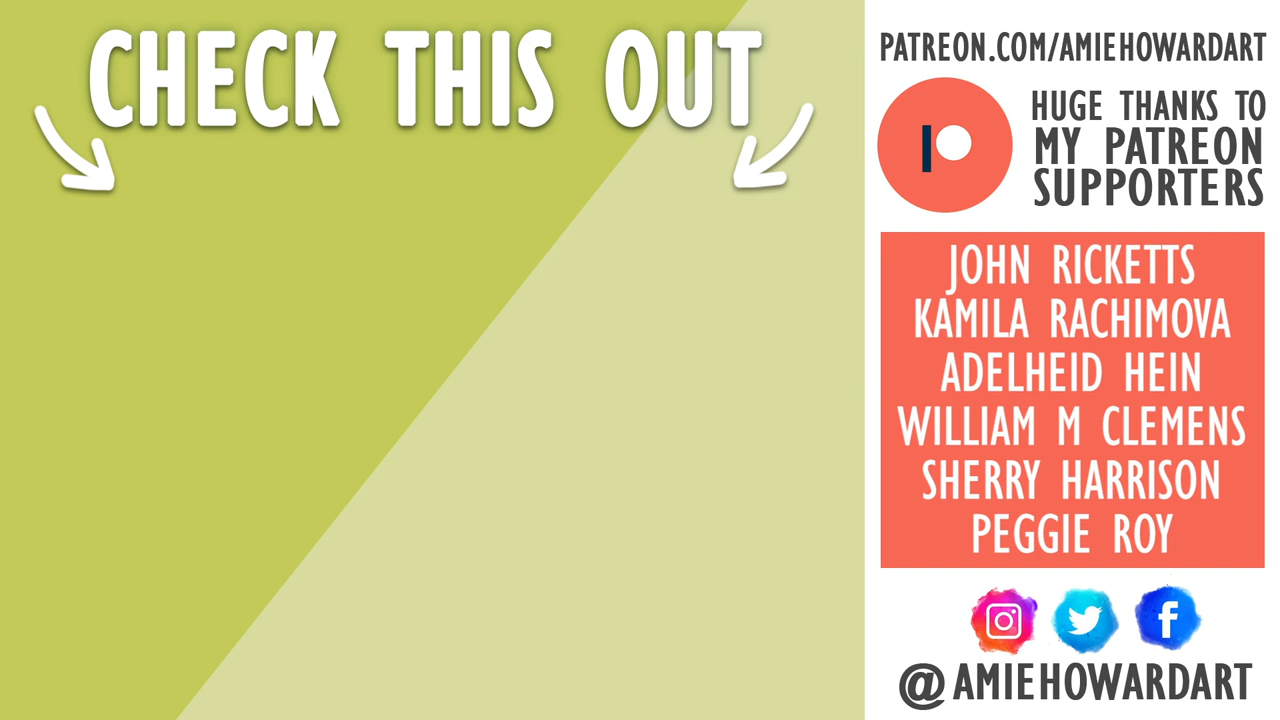 CHECK THIS OUT
PATREON.COM/AMIEHOWARDART
HUGE THANKS TO
MY PATREON
SUPPORTERS
JOHN RICKETTS
KAMILA RACHIMOVA
ADELHEID HEIN
WILLIAM M CLEMENS
SHERRY HARRISON
PEGGIE ROY
@AMIEHOWARDART